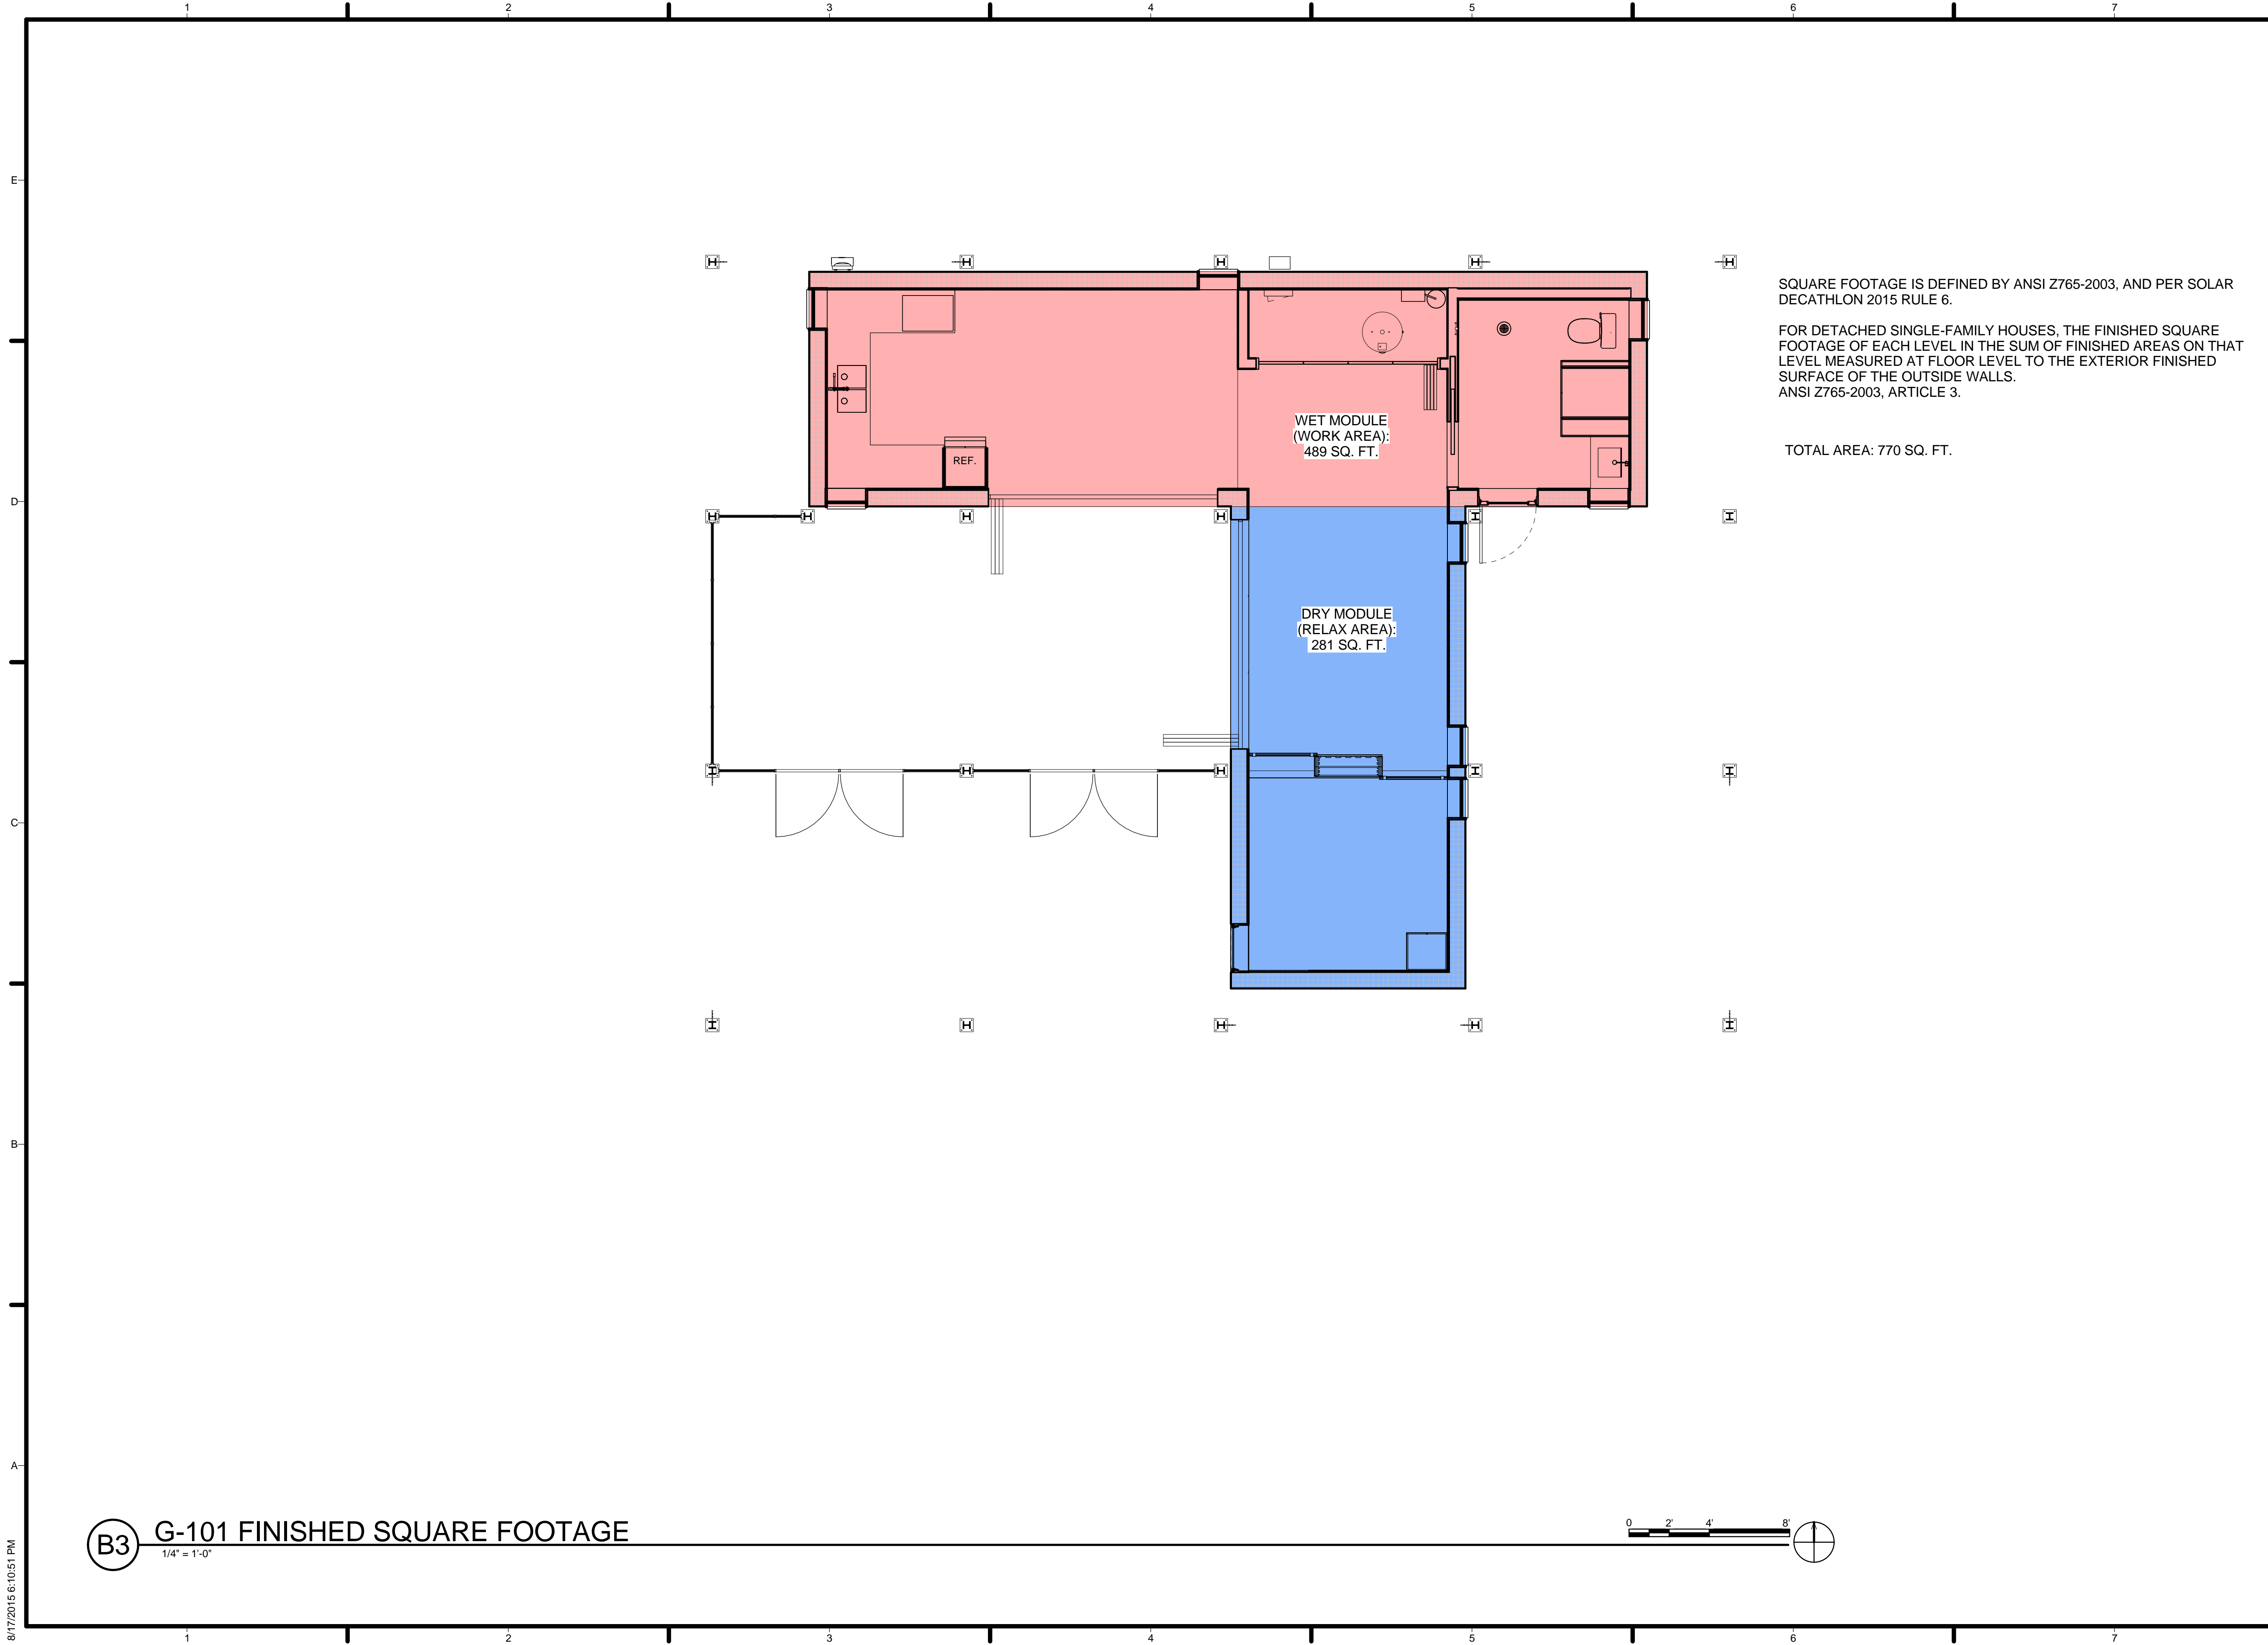 1 2 3 4 5 6 7
E
SQUARE FOOTAGE IS DEFINED BY ANSI Z765-2003, AND PER SOLAR
DECATHLON 2015 RULE 6.
FOR DETACHED SINGLE-FAMILY HOUSES, THE FINISHED SQUARE
FOOTAGE OF EACH LEVEL IN THE SUM OF FINISHED AREAS ON THAT
LEVEL MEASURED AT FLOOR LEVEL TO THE EXTERIOR FINISHED
SURFACE OF THE OUTSIDE WALLS.
ANSI Z765-2003, ARTICLE 3.
TOTAL AREA: 770 SQ. FT.
WET MODULE
(WORK AREA):
489 SQ. FT.
REF.
D
DRY MODULE
(RELAX AREA):
281 SQ. FT.
C
B
A
B3
G-101 FINISHED SQUARE FOOTAGE
1/4" = 1'-0"
0 2' 4' 8'
8/17/2015 6:10:51 PM
1 2 3 4 5 6 7